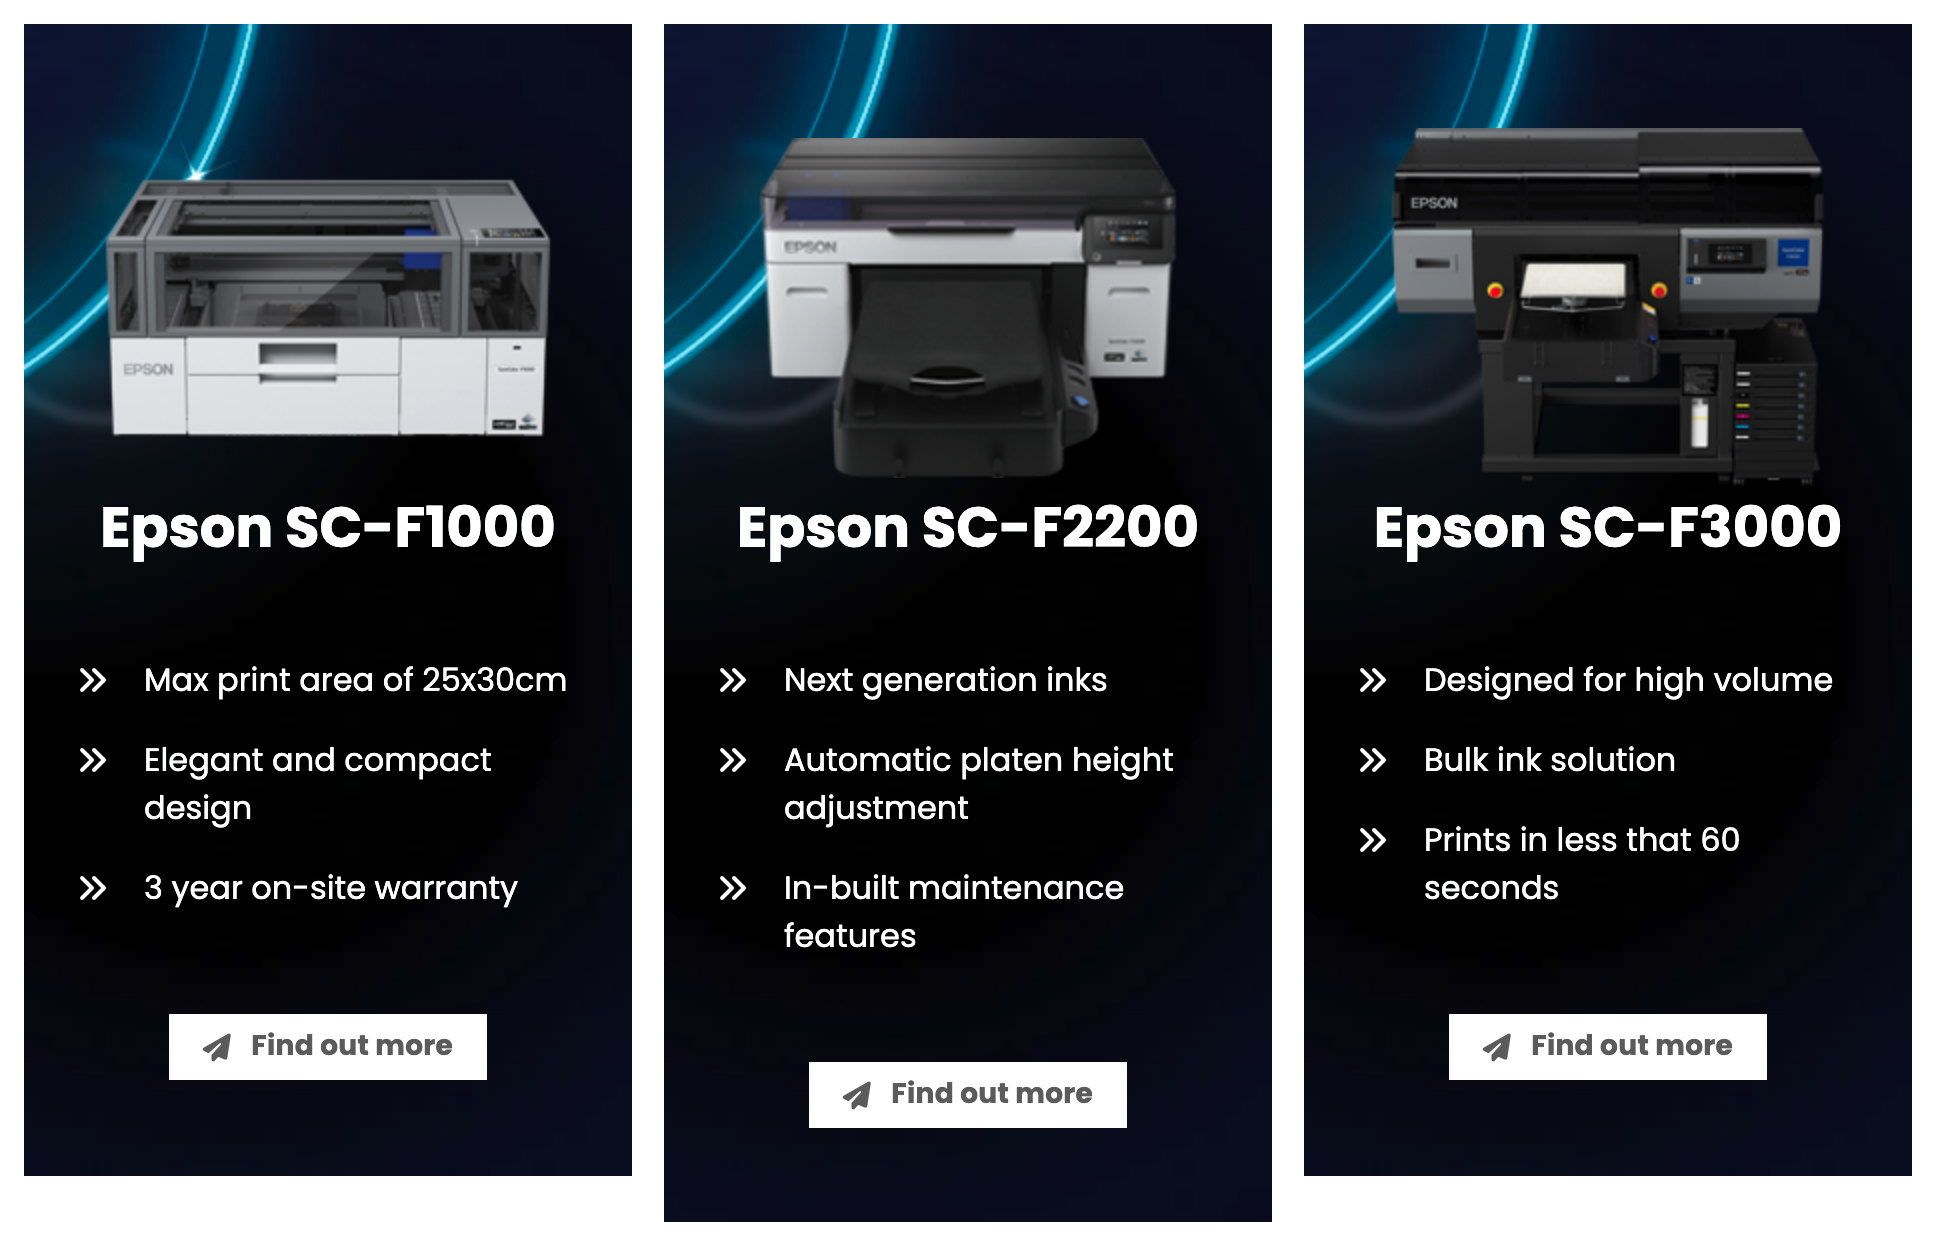 EPSON
Epson SC-F1000
Max print area of 25x30cm
Elegant and compact
design
3 year on-site warranty
Find out more
EPSON
Epson SC-F2200
Next generation inks
Automatic platen height
adjustment
In-built maintenance
features
Find out more
EPSON
Epson SC-F3000
Designed for high volume
Bulk ink solution
Prints in less that 60
seconds
Find out more